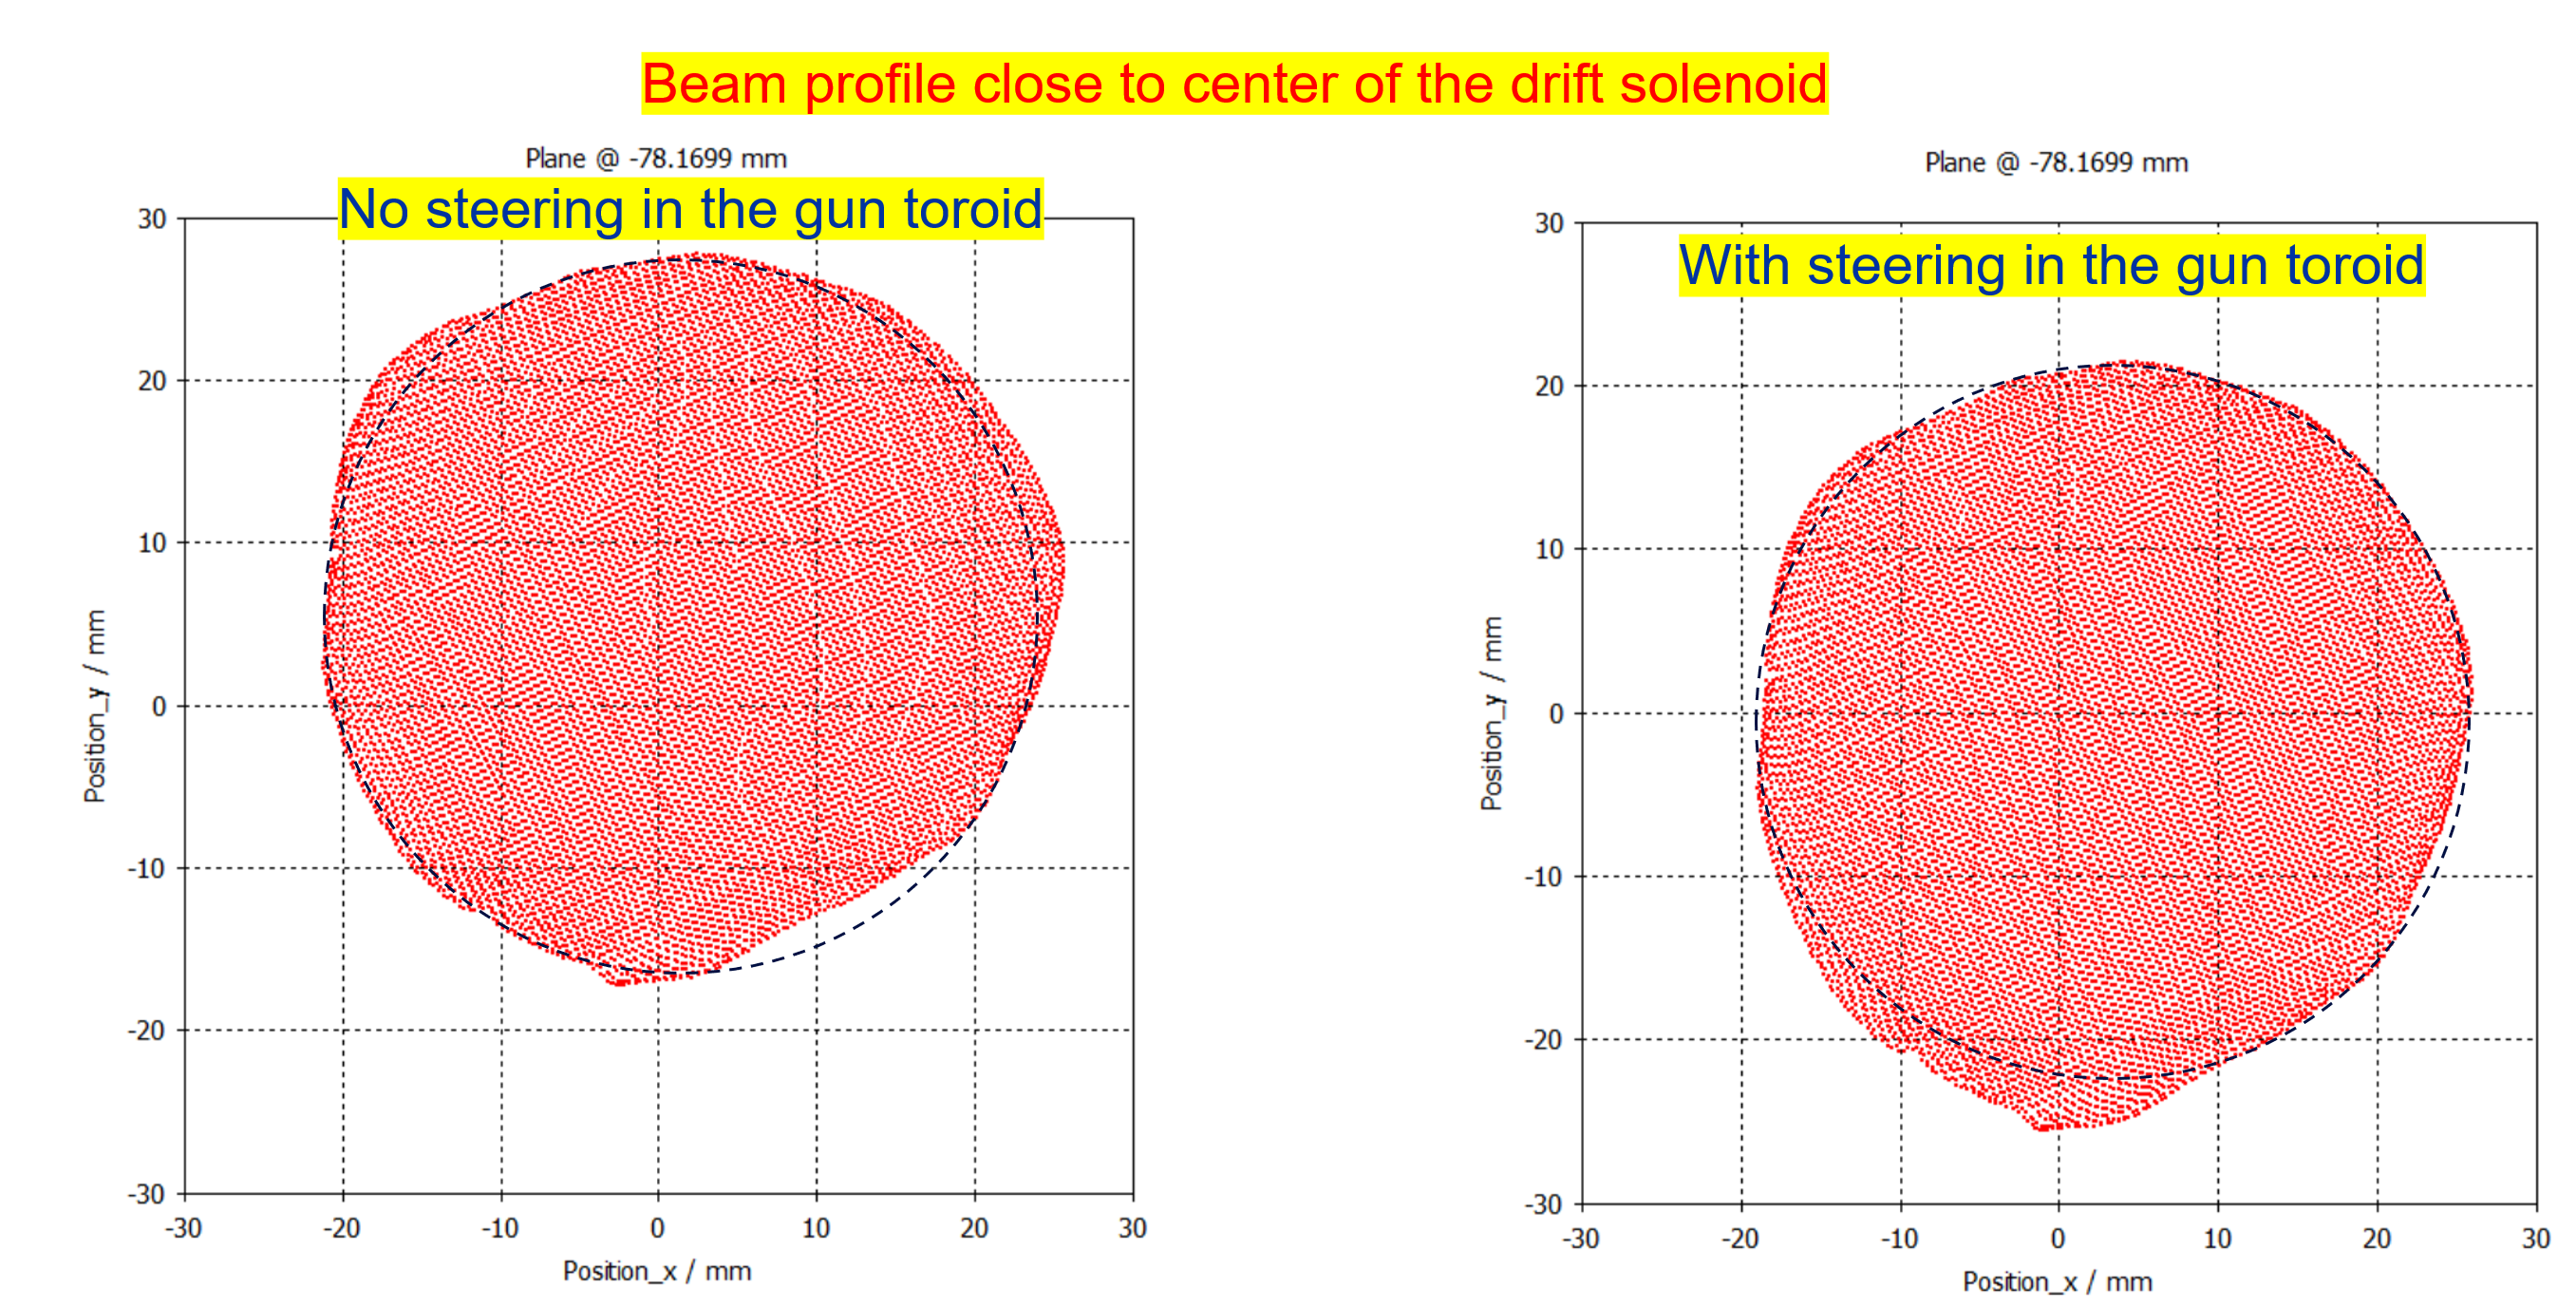 Beam profile close to center of the drift solenoid
Plane @ -78.1699 mm
No steering in the gun toroid
30
20
10
0
-10
-20
-30
Position_y / mm
-30 -20 -10 0 10 20 30
Position_x / mm
Plane @ -78.1699 mm
With steering in the gun toroid
30
20
10
0
-10
-20
-30
Position_y / mm
-30 -20 -10 0 10 20 30
Position_x / mm